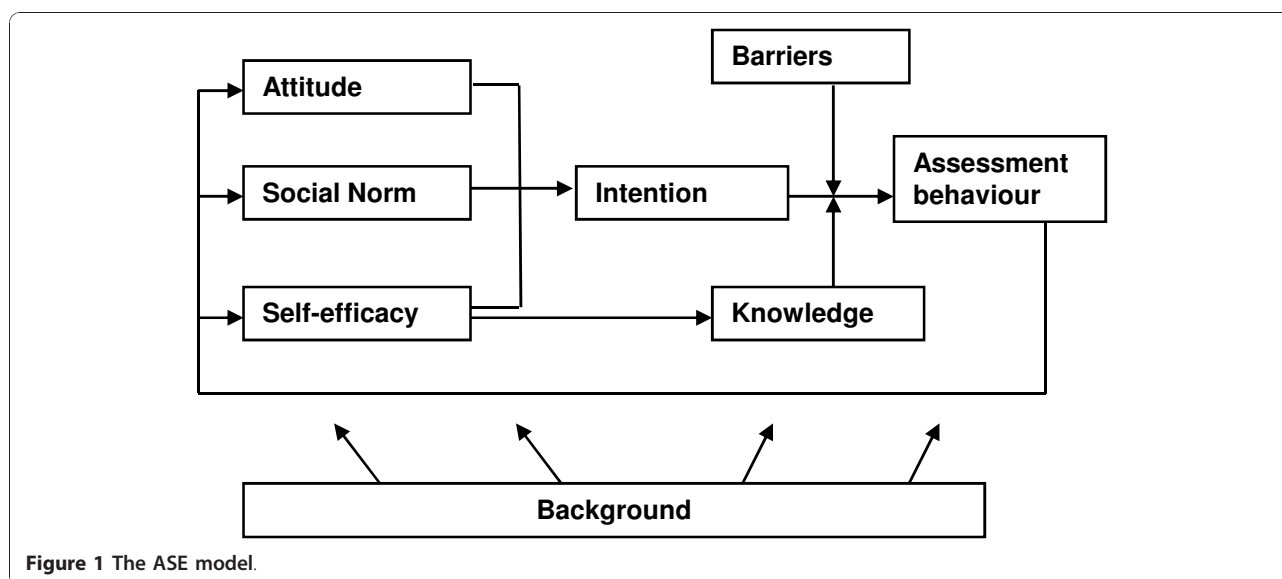 Barriers
Attitude
Assessment
behaviour
Social Norm
Intention
Self-efficacy
Knowledge
Background
Figure 1 The ASE model.